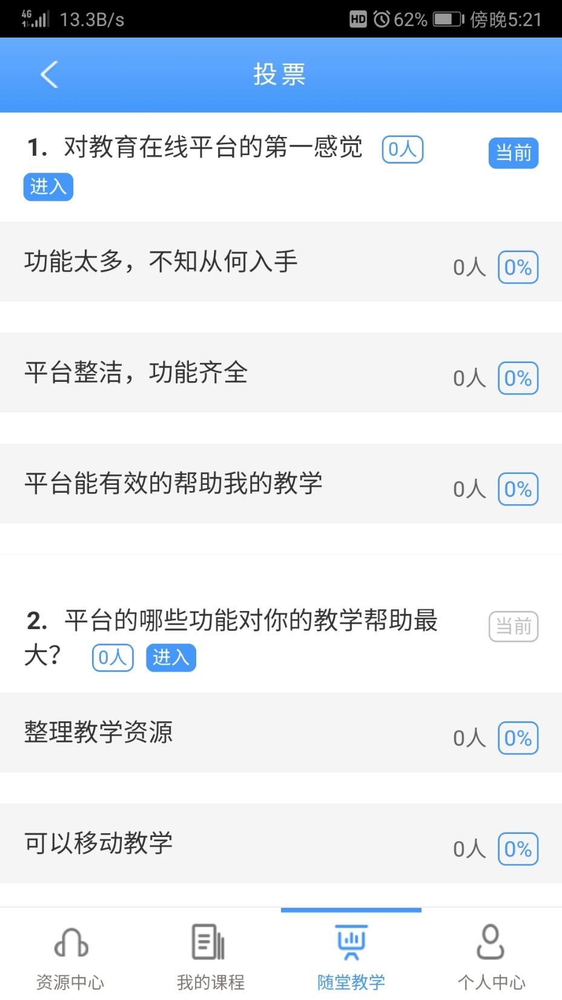 4G 13.3B/s HD 62% 傍晚5:21
投票
1. 对教育在线平台的第一感觉 0人 当前
进入
功能太多，不知从何入手 0人 0%
平台整洁，功能齐全 0人 0%
平台能有效的帮助我的教学 0人 0%
2. 平台的哪些功能对你的教学帮助最 当前
大？ 0人 进入
整理教学资源 0人 0%
可以移动教学 0人 0%
资源中心 我的课程 随堂教学 个人中心